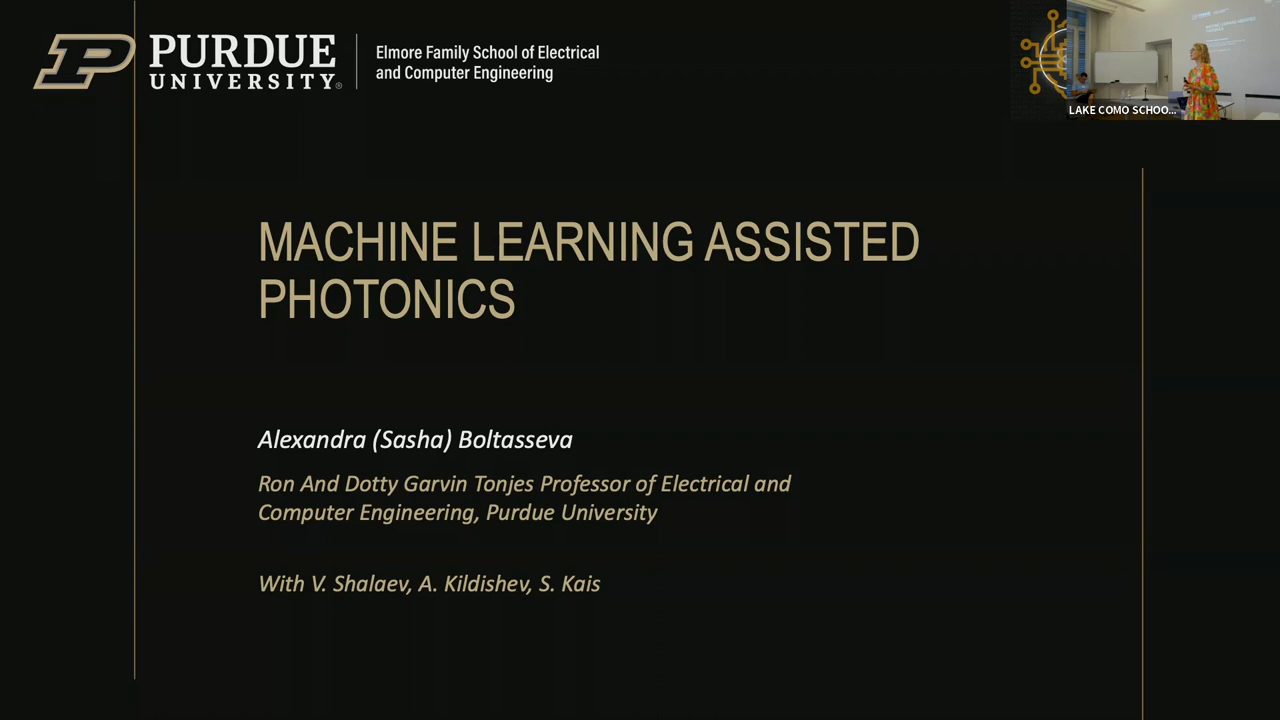 PURDUE
UNIVERSITY®
Elmore Family School of Electrical
and Computer Engineering
LAKE COMO SCHOO...
MACHINE LEARNING ASSISTED
PHOTONICS
Alexandra (Sasha) Boltasseva
Ron And Dotty Garvin Tonjes Professor of Electrical and
Computer Engineering, Purdue University
With V. Shalaev, A. Kildishev, S. Kais